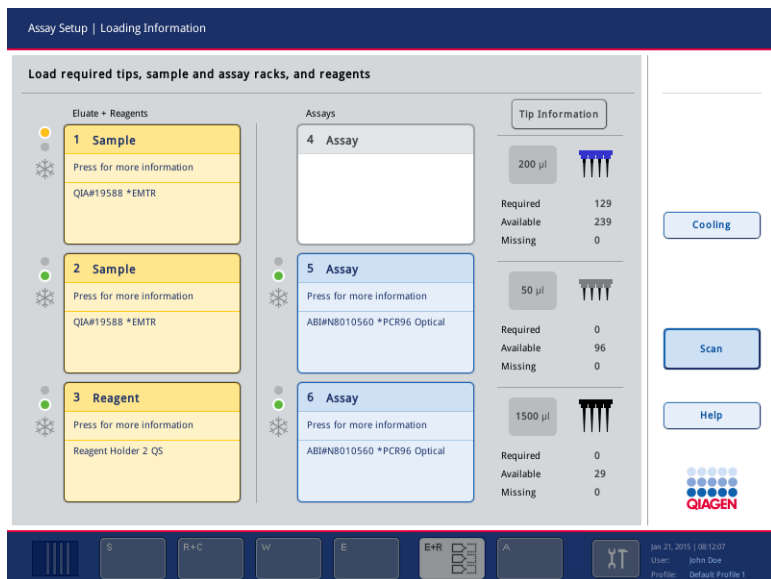 Assay Setup | Loading Information
Load required tips, sample and assay racks, and reagents
Eluate + Reagents
1 Sample
Press for more information
QIA#19588 *EMTR
2 Sample
Press for more information
QIA#19588 *EMTR
3 Reagent
Press for more information
Reagent Holder 2 QS
Assays
4 Assay
5 Assay
Press for more information
ABI#N8010560 *PCR96 Optical
6 Assay
Press for more information
ABI#N8010560 *PCR96 Optical
Tip Information
200 µl
Required 129
Available 239
Missing 0
50 µl
Required 0
Available 96
Missing 0
1500 µl
Required 0
Available 29
Missing 0
Cooling
Scan
Help
QIAGEN
S
R+C
W
E
E+R
A
Jan 21, 2015 | 08:12:07
User: John Doe
Profile: Default Profile 1